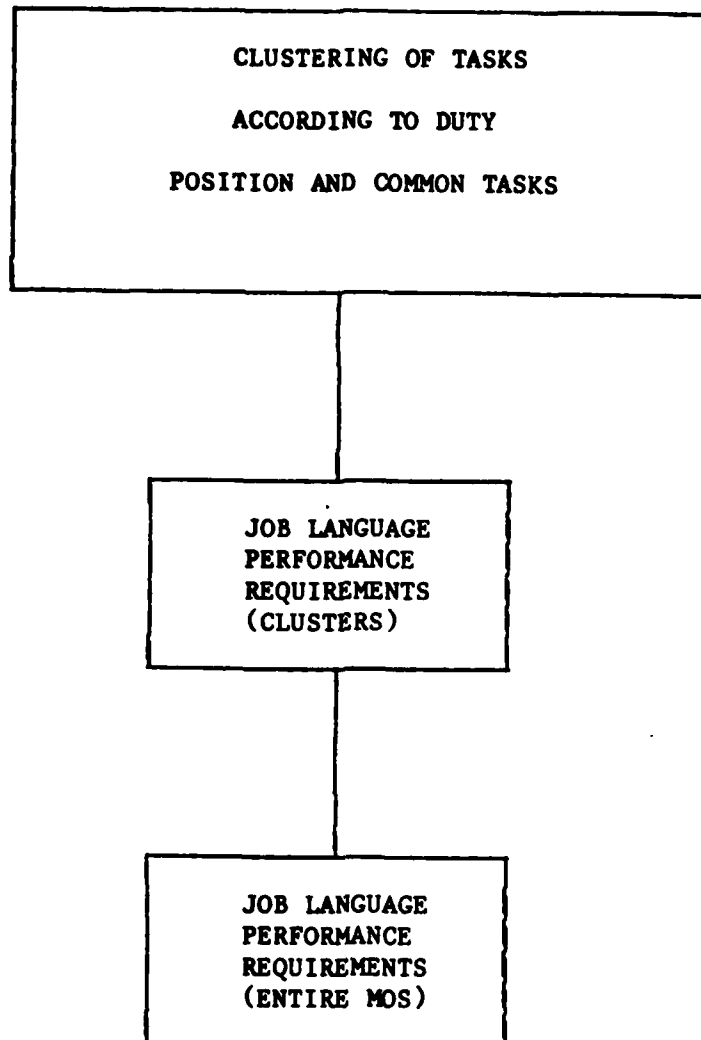 CLUSTERING OF TASKS
ACCORDING TO DUTY
POSITION AND COMMON TASKS
JOB LANGUAGE
PERFORMANCE
REQUIREMENTS
(CLUSTERS)
JOB LANGUAGE
PERFORMANCE
REQUIREMENTS
(ENTIRE MOS)